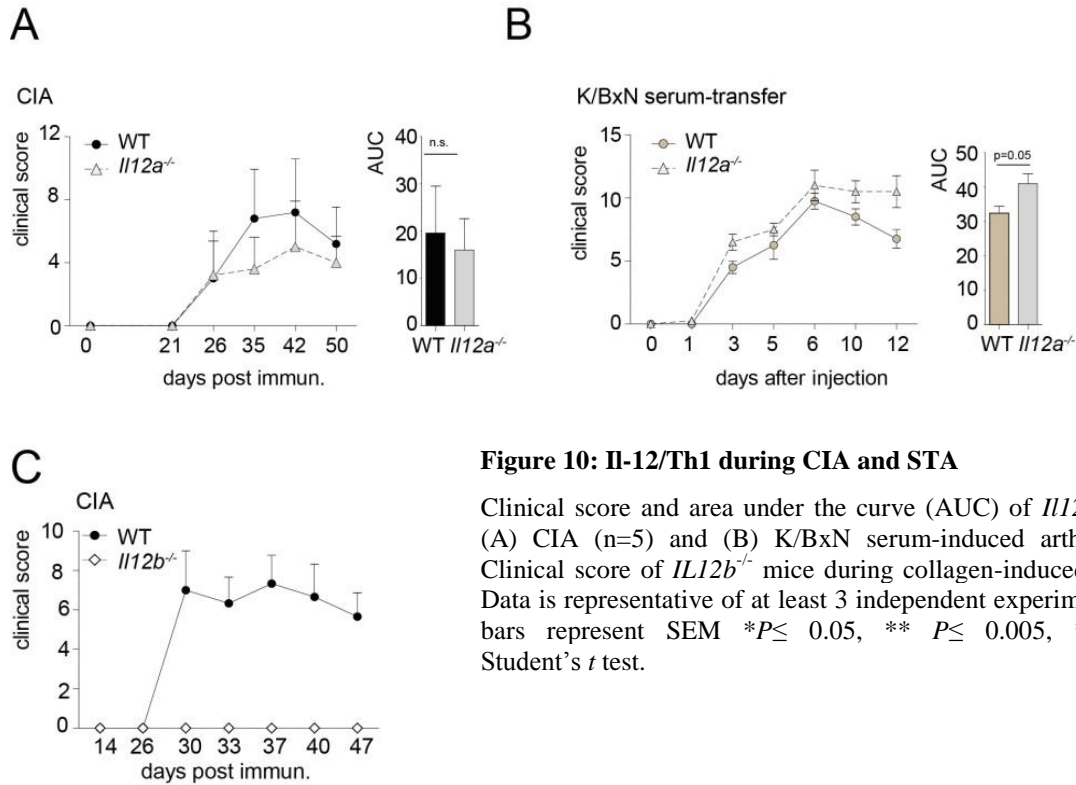 A
CIA
WT
Il12a-/-
clinical score
12
8
4
0
0 21 26 35 42 50
days post immun.
AUC
40
30
20
10
0
n.s.
WT Il12a-/-
B
K/BxN serum-transfer
WT
Il12a-/-
clinical score
15
10
5
0
0 1 3 5 6 10 12
days after injection
AUC
50
40
30
20
10
0
p=0.05
WT Il12a-/-
C
CIA
WT
Il12b-/-
clinical score
10
8
6
4
2
0
14 26 30 33 37 40 47
days post immun.
Figure 10: Il-12/Th1 during CIA and STA
Clinical score and area under the curve (AUC) of Il12
(A) CIA (n=5) and (B) K/BxN serum-induced arth
Clinical score of IL12b-/- mice during collagen-induced
Data is representative of at least 3 independent experim
bars represent SEM *P≤ 0.05, ** P≤ 0.005, *
Student's t test.